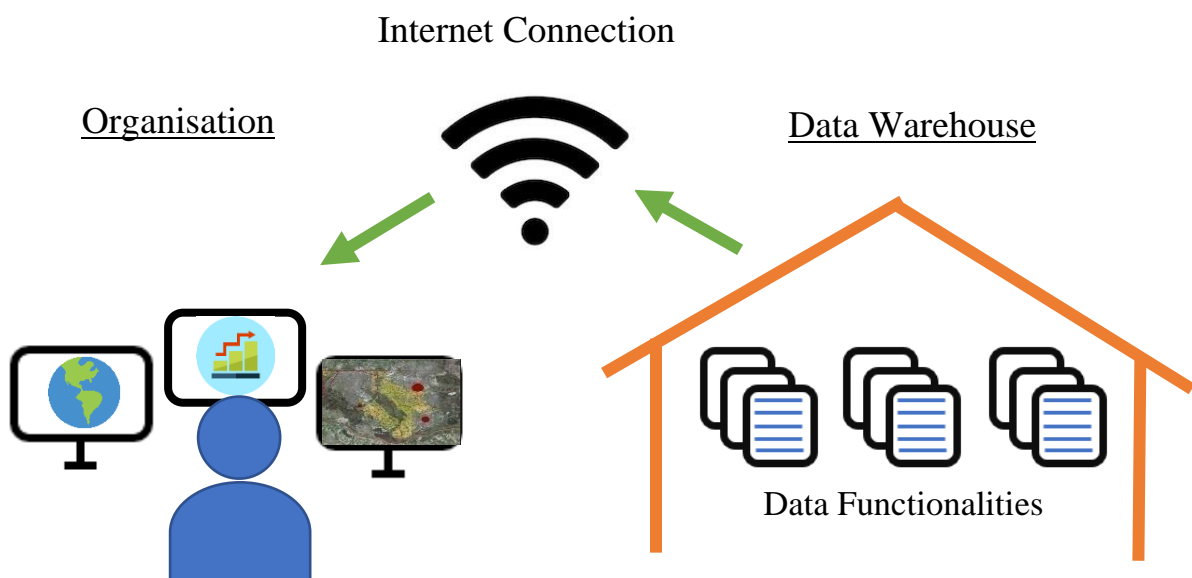 Internet Connection
Organisation
Data Warehouse
Data Functionalities